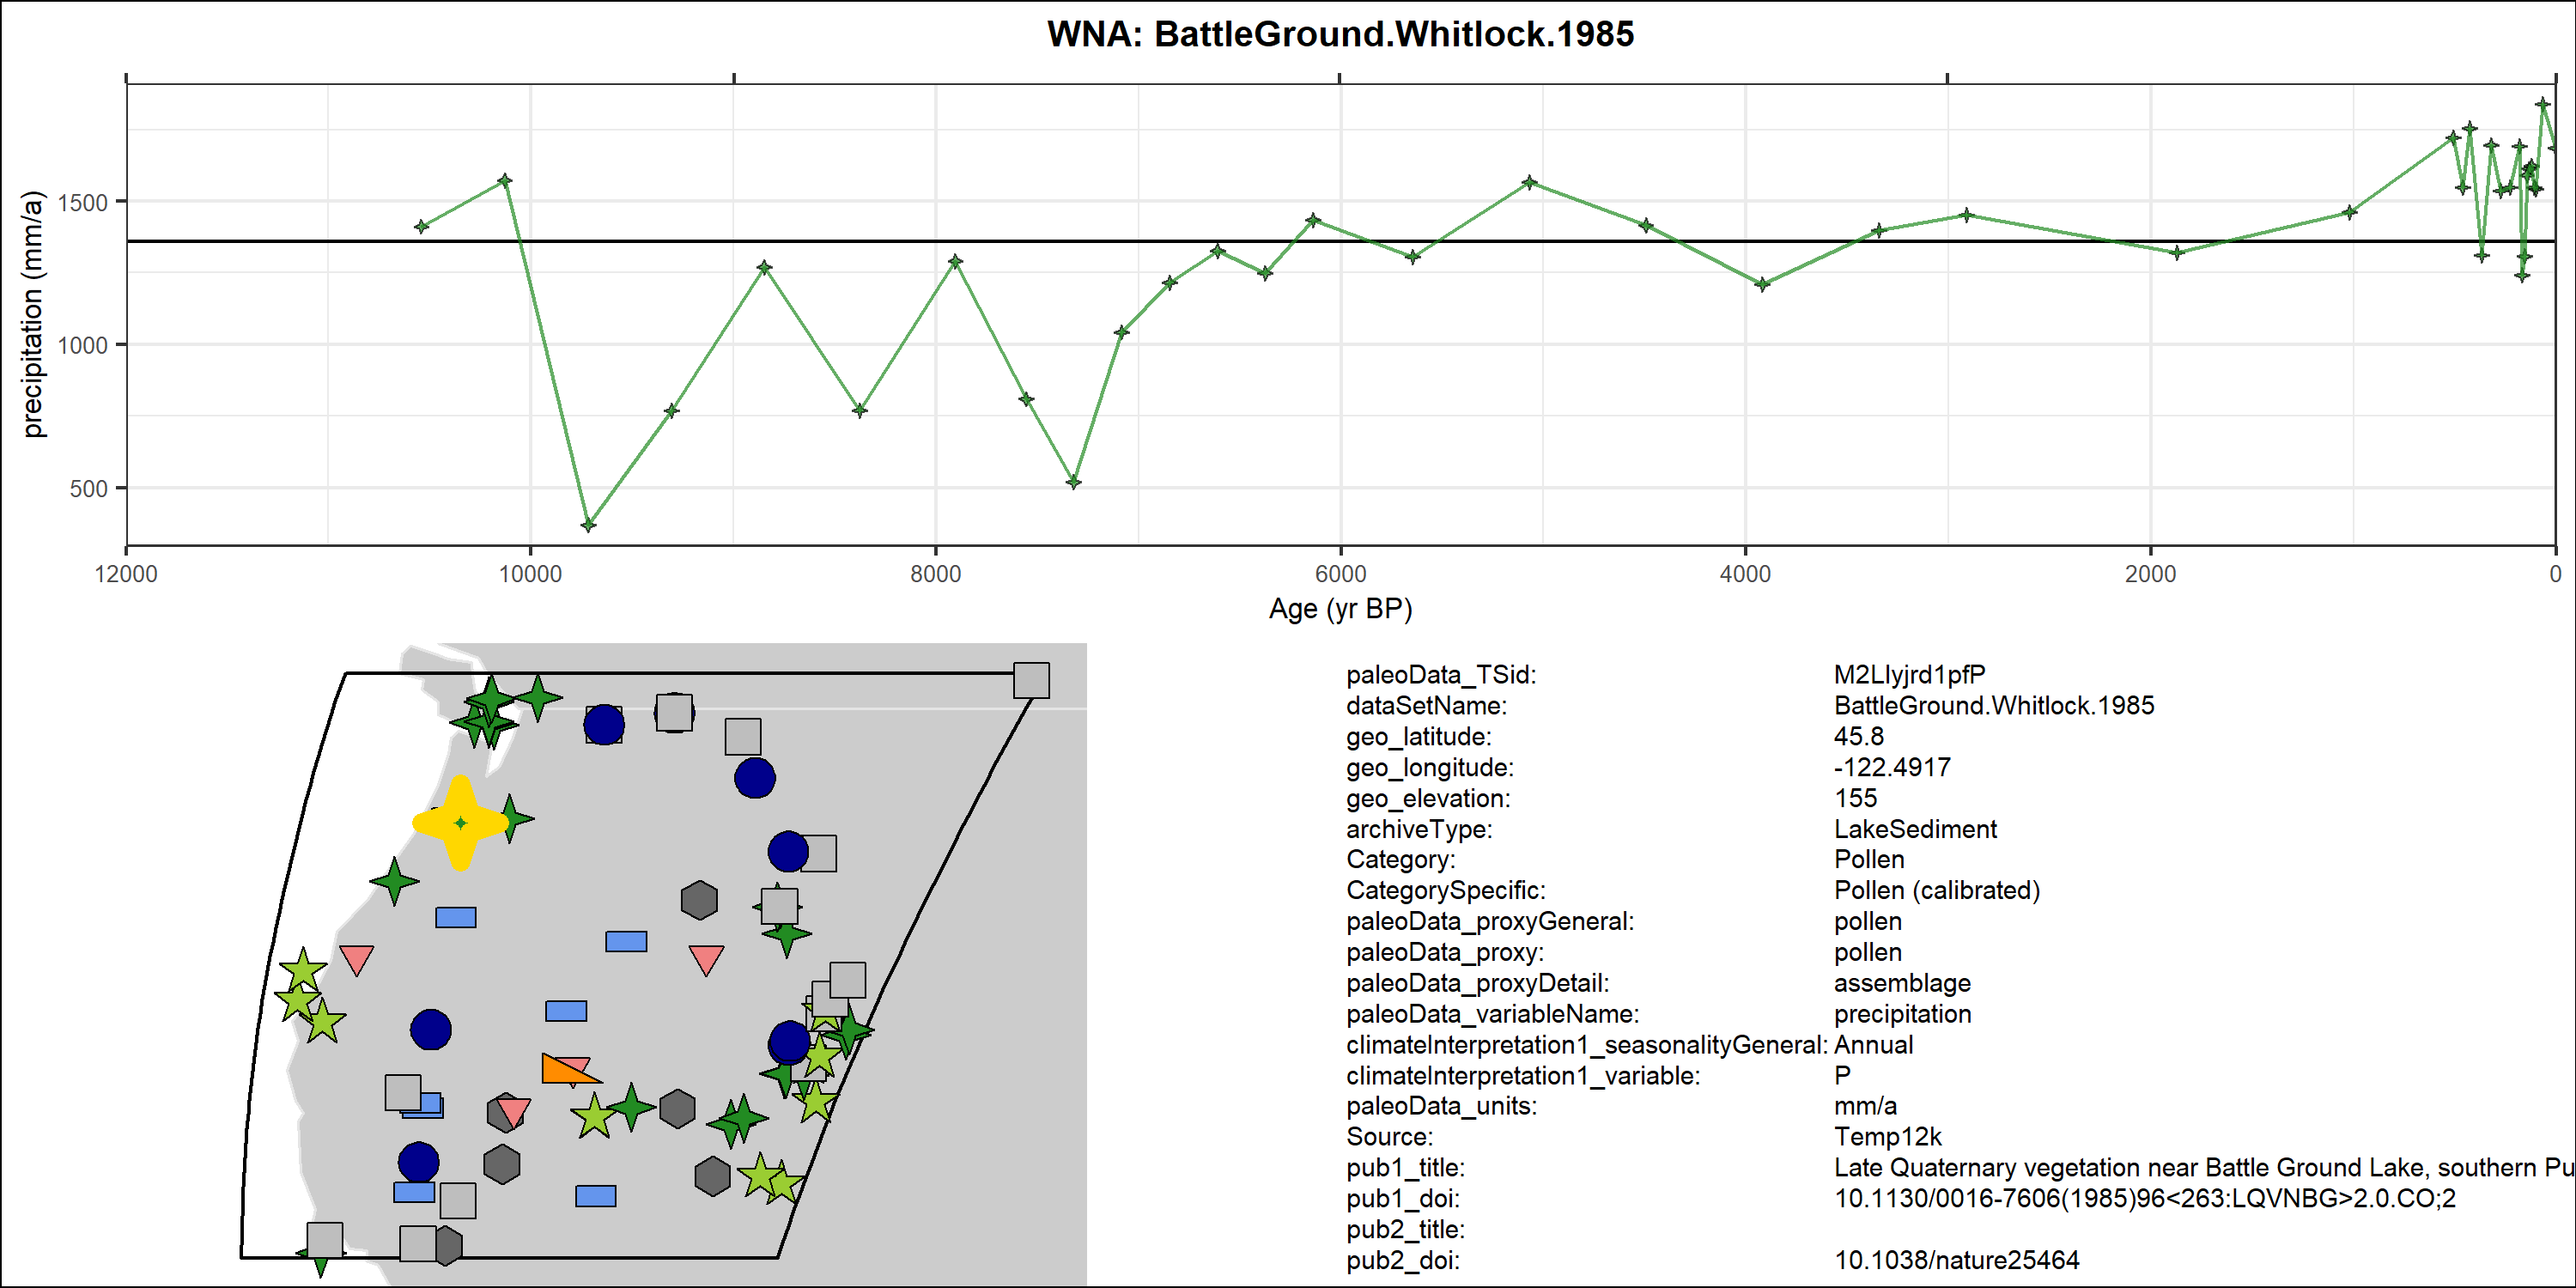 WNA: BattleGround.Whitlock.1985
precipitation (mm/a)
1500
1000
500
12000 10000 8000 6000 4000 2000 0
Age (yr BP)
paleoData_TSid: M2Llyjrd1pfP
dataSetName: BattleGround.Whitlock.1985
geo_latitude: 45.8
geo_longitude: -122.4917
geo_elevation: 155
archiveType: LakeSediment
Category: Pollen
CategorySpecific: Pollen (calibrated)
paleoData_proxyGeneral: pollen
paleoData_proxy: pollen
paleoData_proxyDetail: assemblage
paleoData_variableName: precipitation
climateInterpretation1_seasonalityGeneral: Annual
climateInterpretation1_variable: P
paleoData_units: mm/a
Source: Temp12k
pub1_title: Late Quaternary vegetation near Battle Ground Lake, southern Pu
pub1_doi: 10.1130/0016-7606(1985)96<263:LQVNBG>2.0.CO;2
pub2_title:
pub2_doi: 10.1038/nature25464